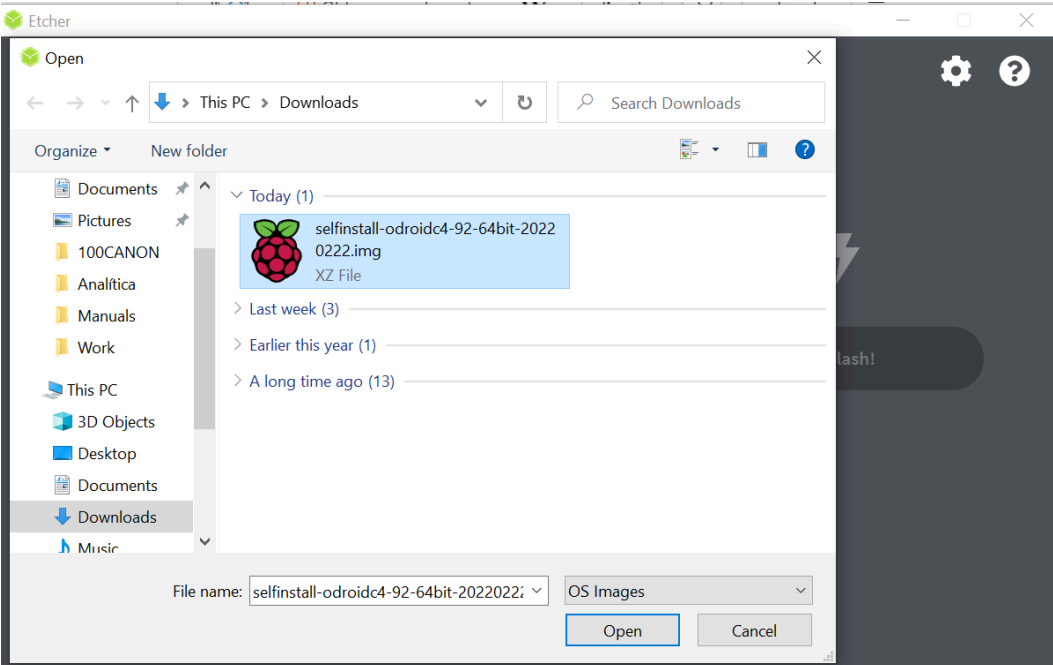 Etcher
Open
This PC > Downloads
Search Downloads
Organize
New folder
Documents
Pictures
100CANON
Analítica
Manuals
Work
This PC
3D Objects
Desktop
Documents
Downloads
Music
Today (1)
selfinstall-odroidc4-92-64bit-2022
0222.img
XZ File
Last week (3)
Earlier this year (1)
A long time ago (13)
lash!
File name:
selfinstall-odroidc4-92-64bit-2022022
OS Images
Open
Cancel